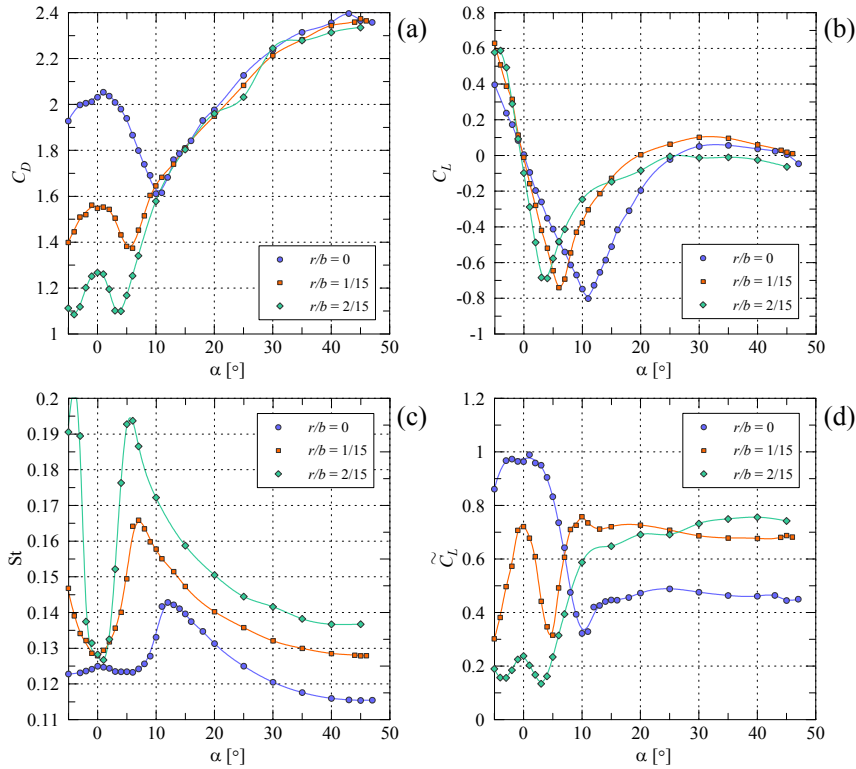 (a)
2.4
2.2
2
1.8
1.6
1.4
1.2
1
C_D
0 10 20 30 40 50
α [°]
r/b = 0
r/b = 1/15
r/b = 2/15
(b)
0.8
0.6
0.4
0.2
0
-0.2
-0.4
-0.6
-0.8
-1
C_L
0 10 20 30 40 50
α [°]
r/b = 0
r/b = 1/15
r/b = 2/15
(c)
0.2
0.19
0.18
0.17
0.16
0.15
0.14
0.13
0.12
0.11
St
0 10 20 30 40 50
α [°]
r/b = 0
r/b = 1/15
r/b = 2/15
(d)
1.2
1
0.8
0.6
0.4
0.2
0
C̃_L
0 10 20 30 40 50
α [°]
r/b = 0
r/b = 1/15
r/b = 2/15